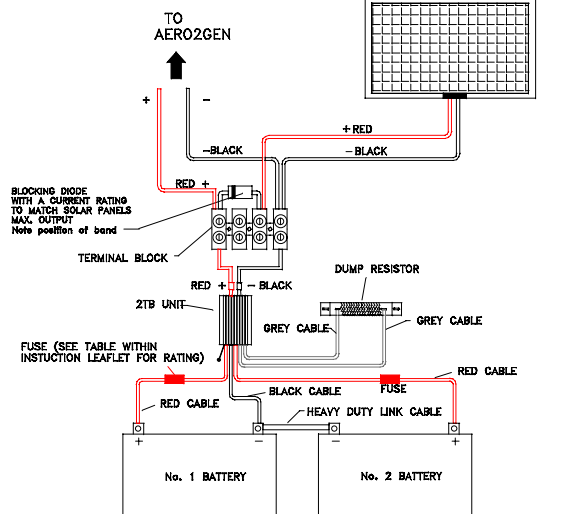 TO
AERO2GEN
+ −
+RED
−BLACK −BLACK
RED +
BLOCKING DIODE
WITH A CURRENT RATING
TO MATCH SOLAR PANELS
MAX. OUTPUT
Note position of band
TERMINAL BLOCK
RED + − BLACK
DUMP RESISTOR
2TB UNIT
GREY CABLE
GREY CABLE
FUSE (SEE TABLE WITHIN
INSTUCTION LEAFLET FOR RATING)
RED CABLE
FUSE
BLACK CABLE
RED CABLE
HEAVY DUTY LINK CABLE
+ − − +
No. 1 BATTERY
No. 2 BATTERY